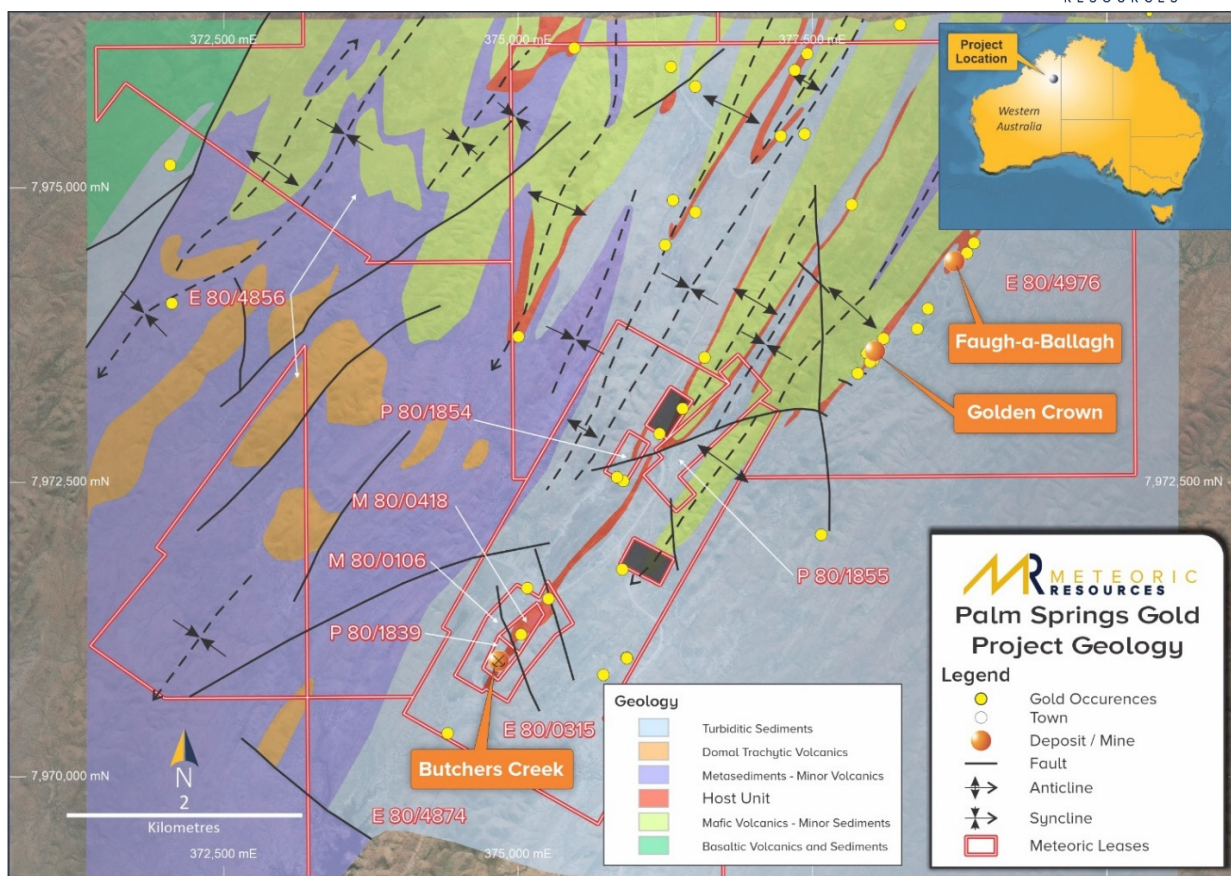 RESOURCES
372,500 mE
375,000 mE
377,500 mE
Project
Location
Western
Australia
7,975,000 mN
E 80/4856
E 80/4976
Faugh-a-Ballagh
Golden Crown
P 80/1854
7,972,500 mN
7,972,500 mN
M 80/0418
M 80/0106
P 80/1855
P 80/1839
E 80/0315
Butchers Creek
7,970,000 mN
E 80/4874
N
2
Kilometres
372,500 mE
375,000 mE
Geology
Turbiditic Sediments
Domal Trachytic Volcanics
Metasediments - Minor Volcanics
Host Unit
Mafic Volcanics - Minor Sediments
Basaltic Volcanics and Sediments
METEORIC
RESOURCES
Palm Springs Gold
Project Geology
Legend
Gold Occurences
Town
Deposit / Mine
Fault
Anticline
Syncline
Meteoric Leases